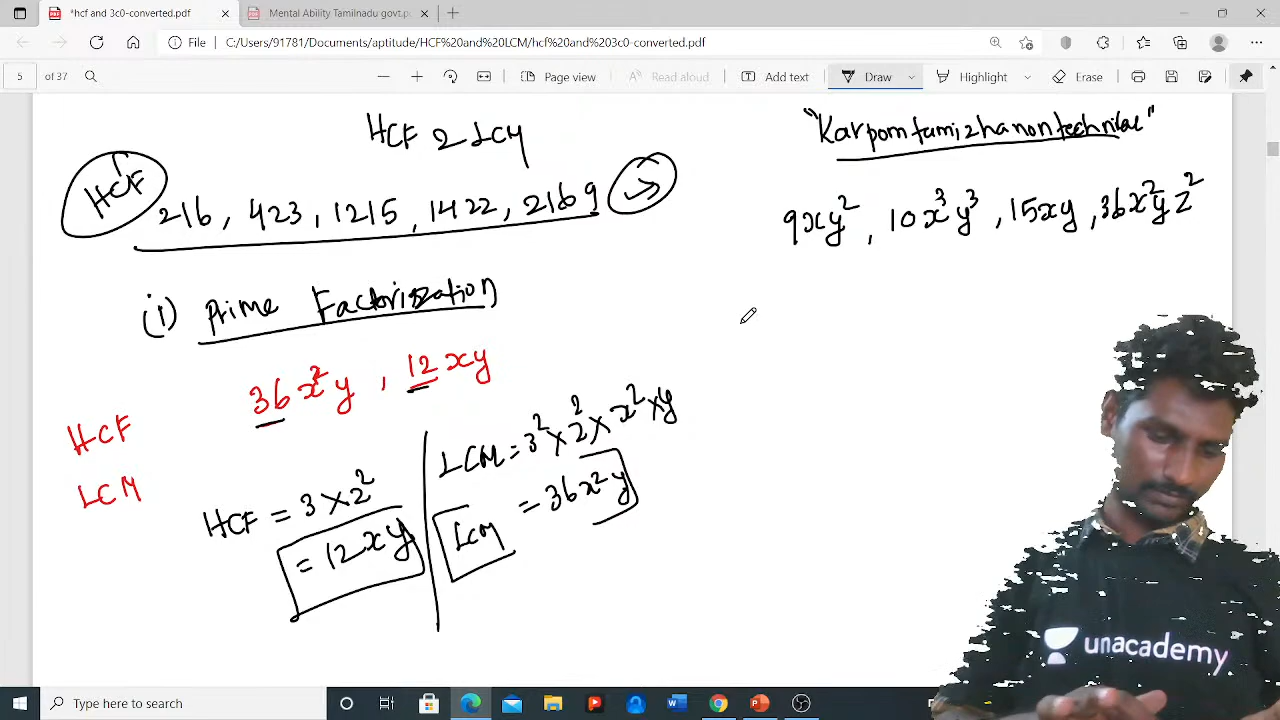 *hcf and 3c0-converted.pdf
Mental Ability Tamilnadu govt.p
File C:/Users/91781/Documents/aptitude/HCF%20and%20LCM/hcf%20and%203c0-converted.pdf
5 of 37
Page view
Read aloud
Add text
Draw
Highlight
Erase
HCF 2 LCM
HCF
216, 423, 1215, 1422, 2169
(i) Prime Factorization
36x²y, 12xy
HCF
LCM
HCF = 3×2²
= 12xy
LCM = 3²×2²×x²×y
= 36x²y
LCM
"Karpom tamizha non technical"
9xy², 10x³y³, 15xy, 36x²yz²
unacademy
Type here to search